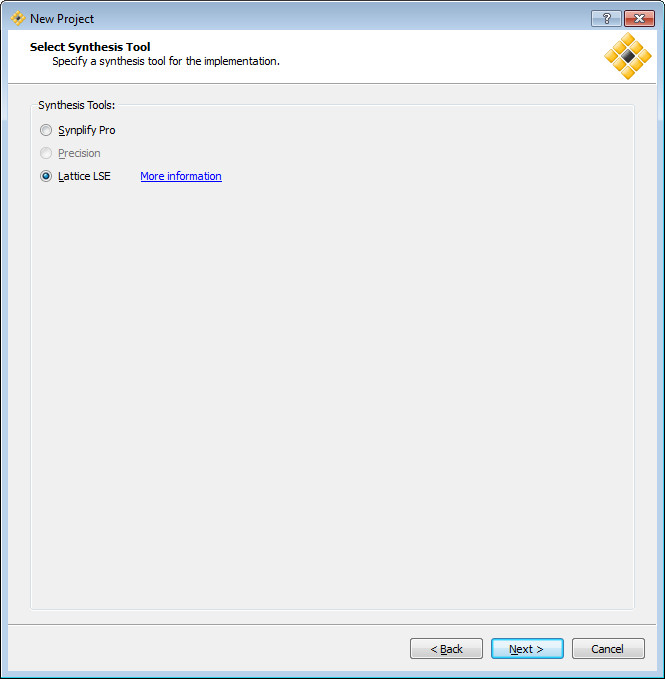 New Project
Select Synthesis Tool
Specify a synthesis tool for the implementation.
Synthesis Tools:
Synplify Pro
Precision
Lattice LSE More information
< Back Next > Cancel